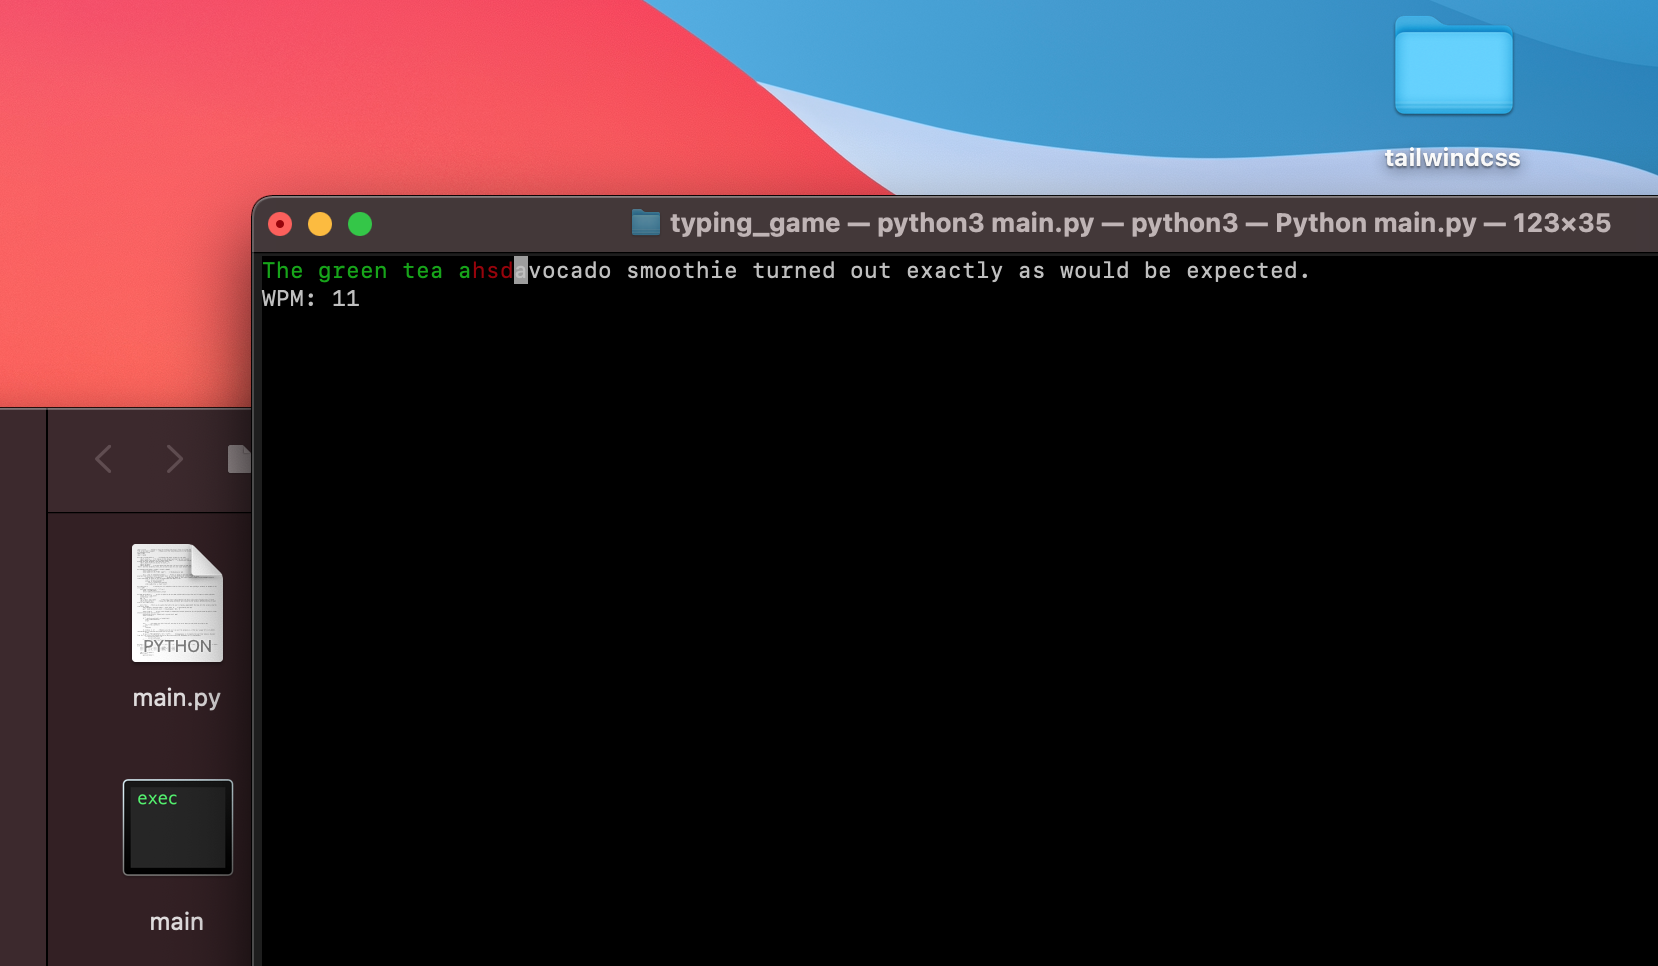 tailwindcss
typing_game — python3 main.py — python3 — Python main.py — 123×35
The green tea ahsdavocado smoothie turned out exactly as would be expected.
WPM: 11
PYTHON
main.py
exec
main